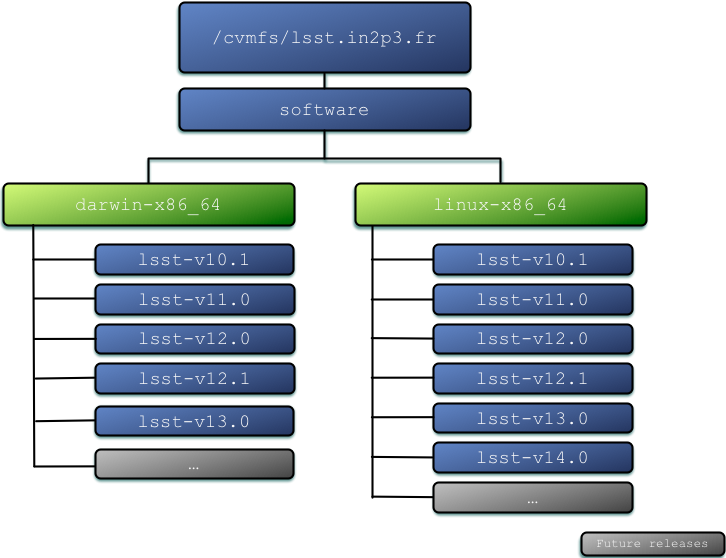 /cvmfs/lsst.in2p3.fr
software
darwin-x86_64
lsst-v10.1
lsst-v11.0
lsst-v12.0
lsst-v12.1
lsst-v13.0
…
linux-x86_64
lsst-v10.1
lsst-v11.0
lsst-v12.0
lsst-v12.1
lsst-v13.0
lsst-v14.0
…
Future releases